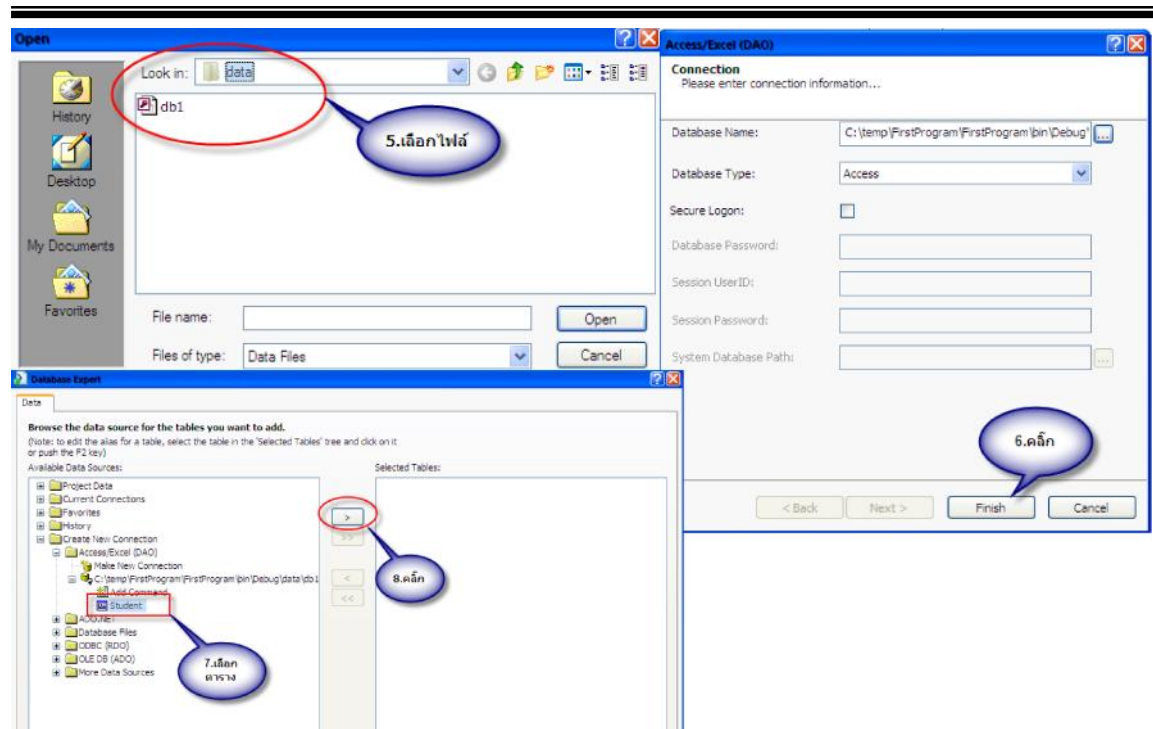 Open
Look in: data
History
Desktop
My Documents
Favorites
db1
5.เลือกไฟล์
File name:
Open
Files of type: Data Files
Cancel
Access/Excel (DAO)
Connection
Please enter connection information...
Database Name: C:\temp\FirstProgram\FirstProgram\bin\Debug\ ...
Database Type: Access
Secure Logon:
Database Password:
Session UserID:
Session Password:
System Database Path: ...
6.คลิ๊ก
< Back Next > Finish Cancel
Database Expert
Data
Browse the data source for the tables you want to add.
(Note: to edit the alias for a table, select the table in the 'Selected Tables' tree and click on it
or push the F2 key)
Available Data Sources:
Project Data
Current Connections
Favorites
History
Create New Connection
Access/Excel (DAO)
Make New Connection
C:\temp\FirstProgram\FirstProgram\bin\Debug\data\db1
Add Command
Student
ADO.NET
Database Files
ODBC (RDO)
OLE DB (ADO)
More Data Sources
7.เลือก
ตาราง
>
>>
<
<<
8.คลิ๊ก
Selected Tables: